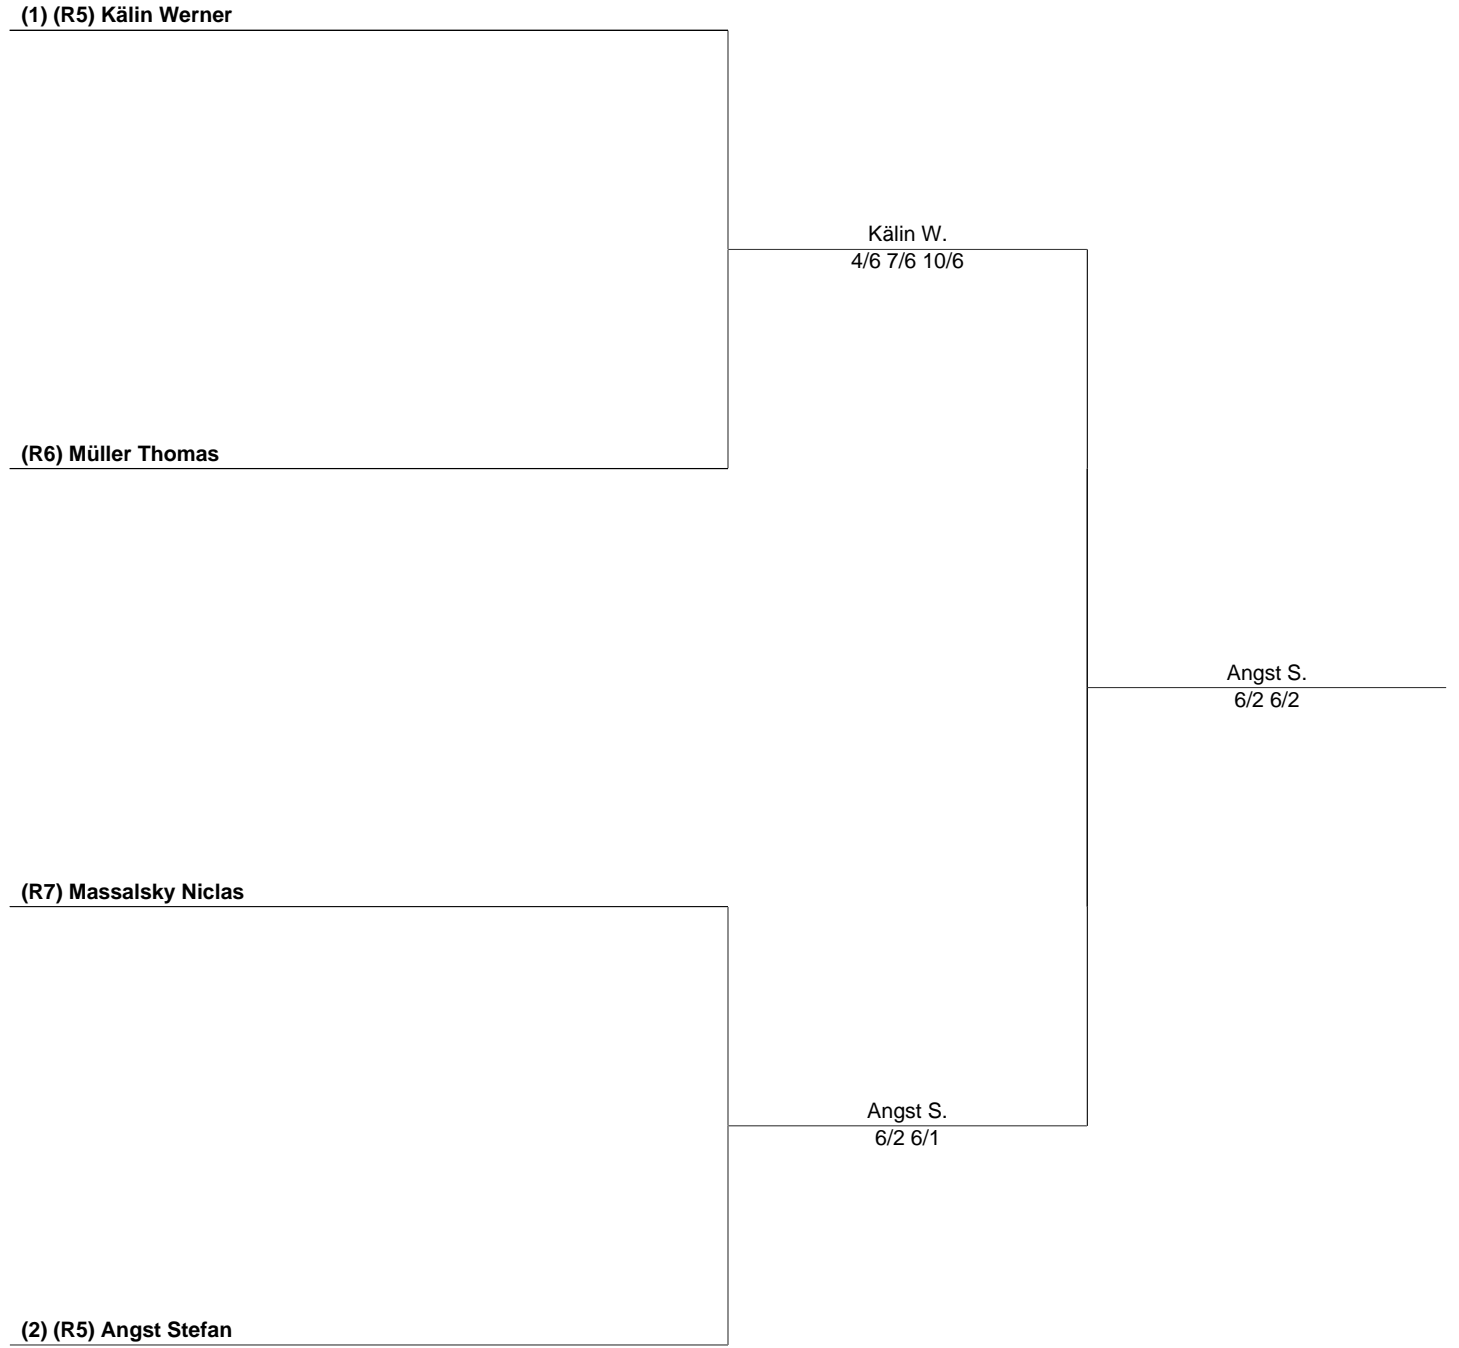 (1) (R5) Kälin Werner
Kälin W.
4/6 7/6 10/6
(R6) Müller Thomas
Angst S.
6/2 6/2
(R7) Massalsky Niclas
Angst S.
6/2 6/1
(2) (R5) Angst Stefan